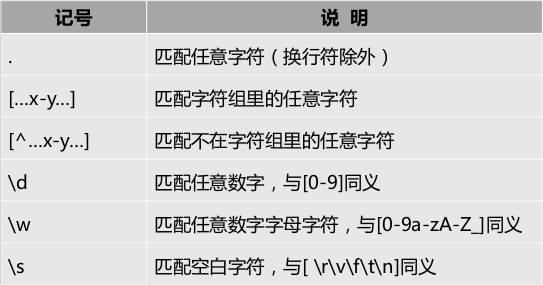 记号 说 明
. 匹配任意字符（换行符除外）
[...x-y...] 匹配字符组里的任意字符
[^...x-y...] 匹配不在字符组里的任意字符
\d 匹配任意数字，与[0-9]同义
\w 匹配任意数字字母字符，与[0-9a-zA-Z_]同义
\s 匹配空白字符，与[ \r\v\f\t\n]同义